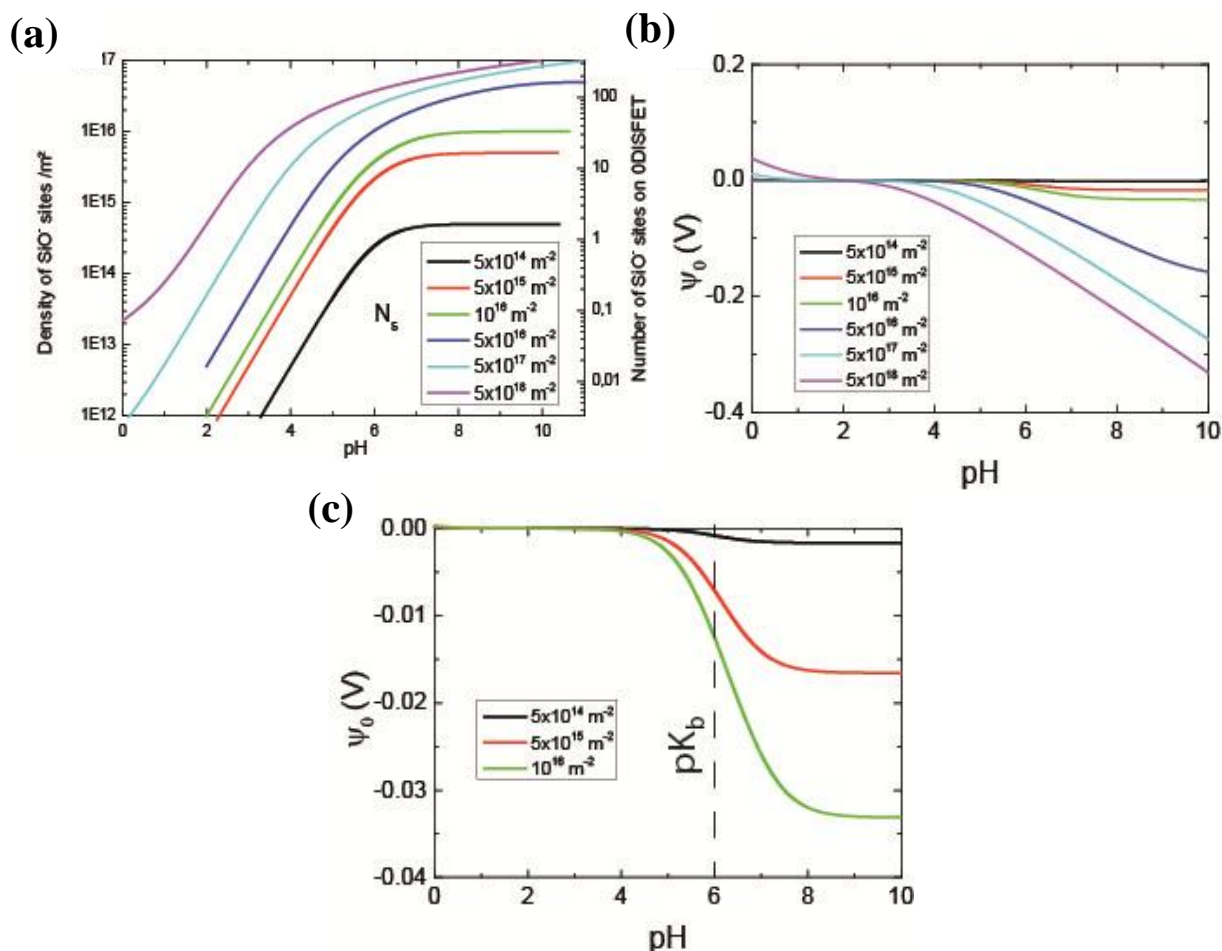 (a)
Density of SiO⁻ sites /m²
17
1E16
1E15
1E14
1E13
1E12
0 2 4 6 8 10
pH
Nₛ
5x10¹⁴ m⁻²
5x10¹⁵ m⁻²
10¹⁶ m⁻²
5x10¹⁶ m⁻²
5x10¹⁷ m⁻²
5x10¹⁸ m⁻²
100
10
1
0,1
0,01
Number of SiO⁻ sites on 0DISFET
(b)
ψ₀ (V)
0.2
0.0
-0.2
-0.4
5x10¹⁴ m⁻²
5x10¹⁵ m⁻²
10¹⁶ m⁻²
5x10¹⁶ m⁻²
5x10¹⁷ m⁻²
5x10¹⁸ m⁻²
0 2 4 6 8 10
pH
(c)
ψ₀ (V)
0.00
-0.01
-0.02
-0.03
-0.04
5x10¹⁴ m⁻²
5x10¹⁵ m⁻²
10¹⁶ m⁻²
pK_b
0 2 4 6 8 10
pH